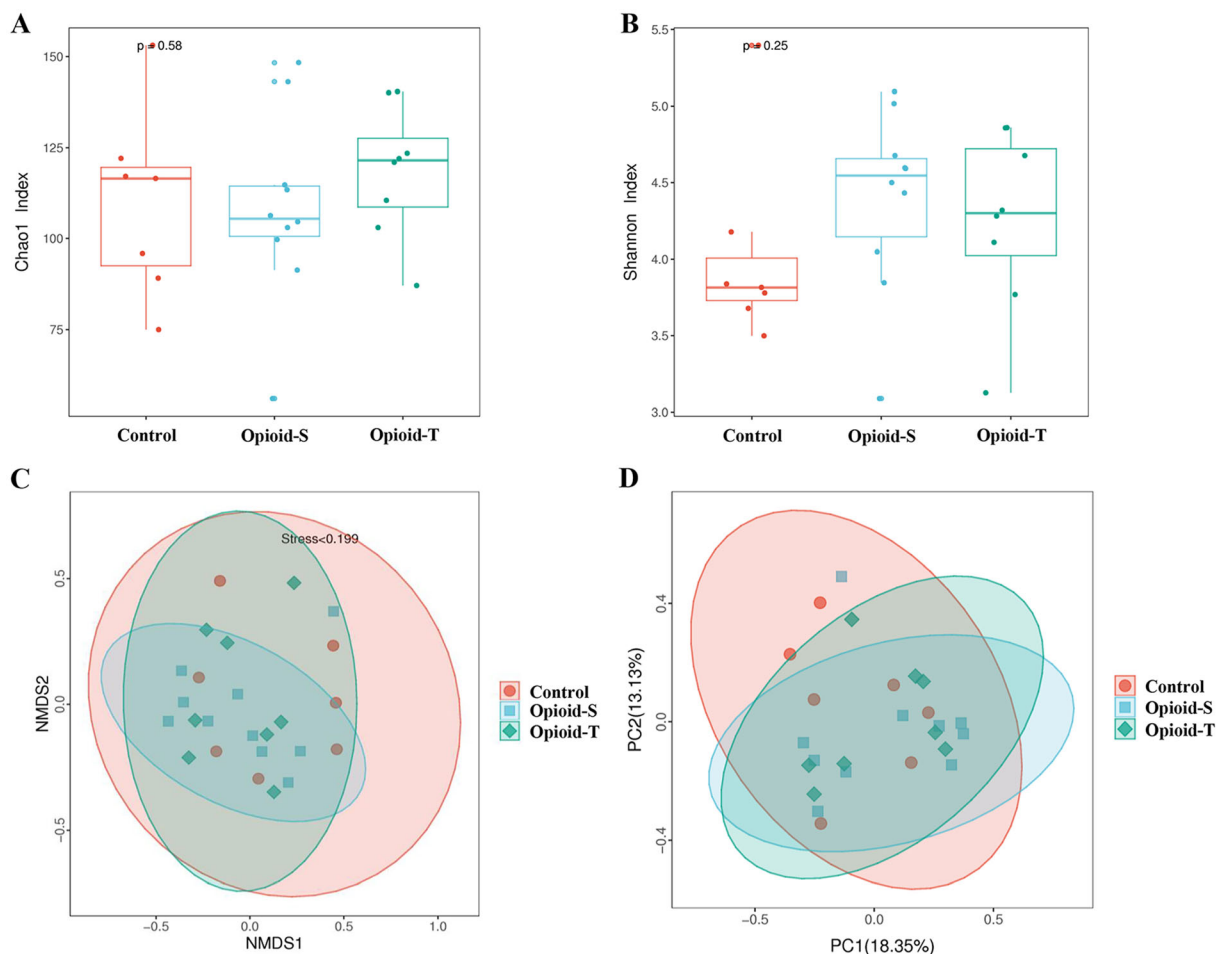 A
p = 0.58
150
125
100
75
Chao1 Index
Control
Opioid-S
Opioid-T
B
p = 0.25
5.5
5.0
4.5
4.0
3.5
3.0
Shannon Index
Control
Opioid-S
Opioid-T
C
Stress<0.199
0.5
0.0
−0.5
NMDS2
−0.5
0.0
0.5
1.0
NMDS1
Control
Opioid-S
Opioid-T
D
0.4
0.0
−0.4
PC2(13.13%)
−0.5
0.0
0.5
PC1(18.35%)
Control
Opioid-S
Opioid-T